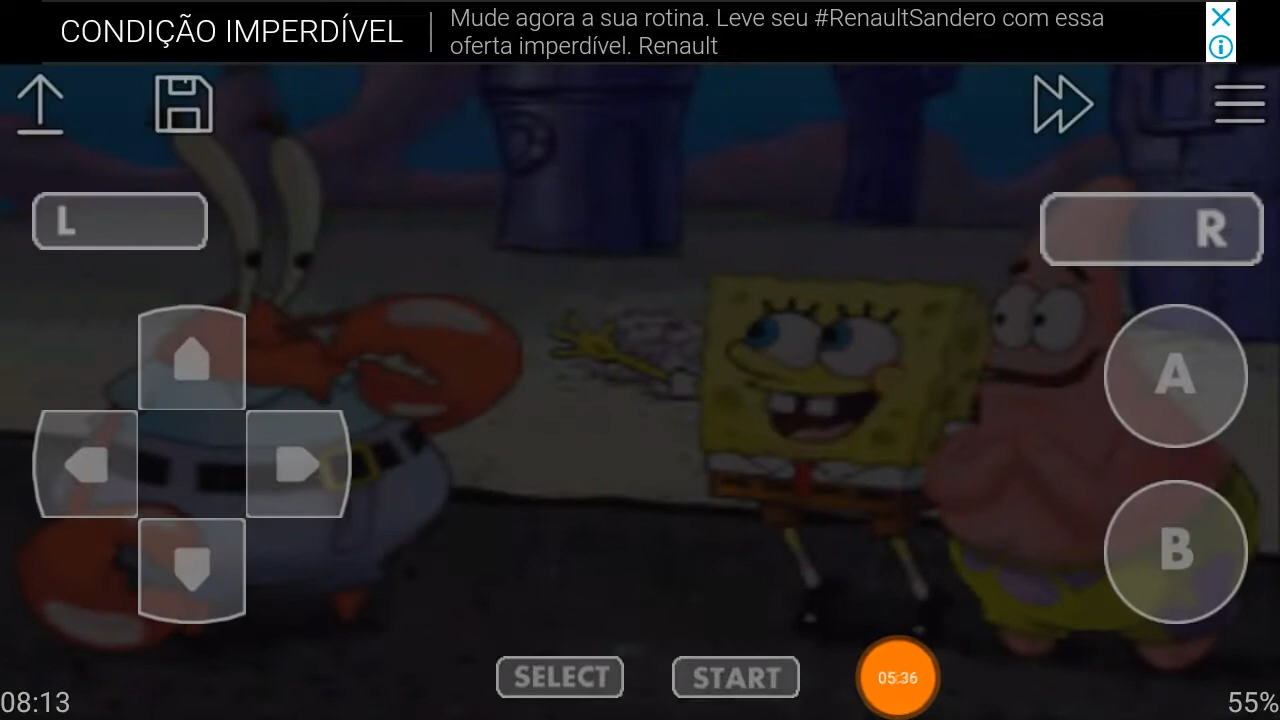 CONDIÇÃO IMPERDÍVEL
Mude agora a sua rotina. Leve seu #RenaultSandero com essa
oferta imperdível. Renault
L
R
A
B
SELECT
START
05:36
08:13
55%